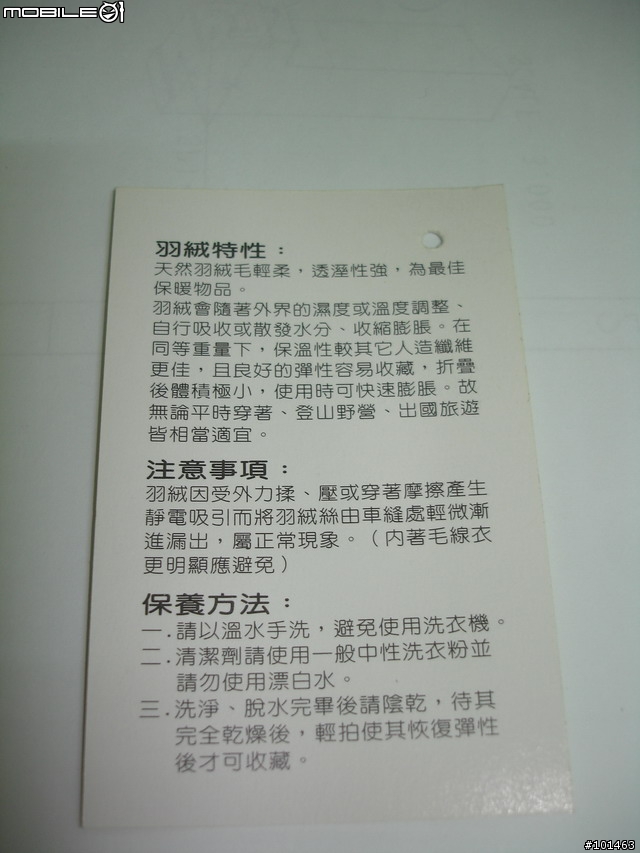 MOBILE01
羽絨特性：
天然羽絨毛輕柔，透溼性強，為最佳
保暖物品。
羽絨會隨著外界的濕度或溫度調整、
自行吸收或散發水分、收縮膨脹。在
同等重量下，保溫性較其它人造纖維
更佳，且良好的彈性容易收藏，折疊
後體積極小，使用時可快速膨脹。故
無論平時穿著、登山野營、出國旅遊
皆相當適宜。
注意事項：
羽絨因受外力揉、壓或穿著摩擦產生
靜電吸引而將羽絨絲由車縫處輕微漸
進漏出，屬正常現象。（內著毛線衣
更明顯應避免）
保養方法：
一.請以溫水手洗，避免使用洗衣機。
二.清潔劑請使用一般中性洗衣粉並
請勿使用漂白水。
三.洗淨、脫水完畢後請陰乾，待其
完全乾燥後，輕拍使其恢復彈性
後才可收藏。
#101463